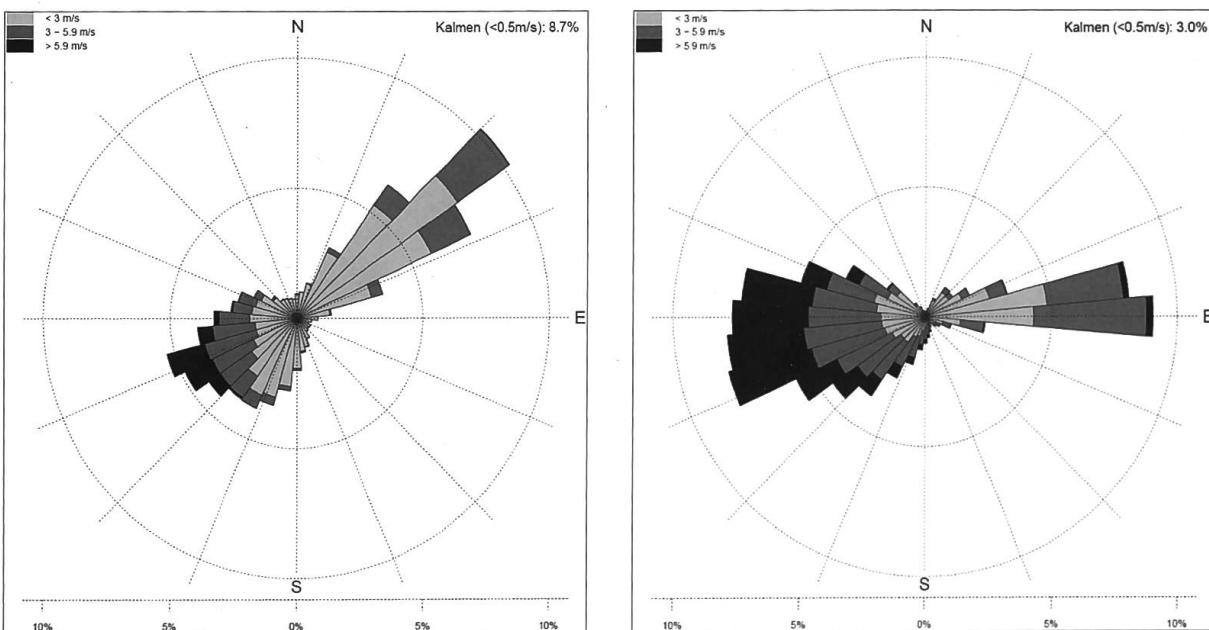 < 3 m/s
3 – 5.9 m/s
> 5.9 m/s
N
Kalmen (<0.5m/s): 8.7%
E
S
10%
5%
0%
5%
10%
< 3 m/s
3 – 5.9 m/s
> 5.9 m/s
N
Kalmen (<0.5m/s): 3.0%
E
S
10%
5%
0%
5%
10%